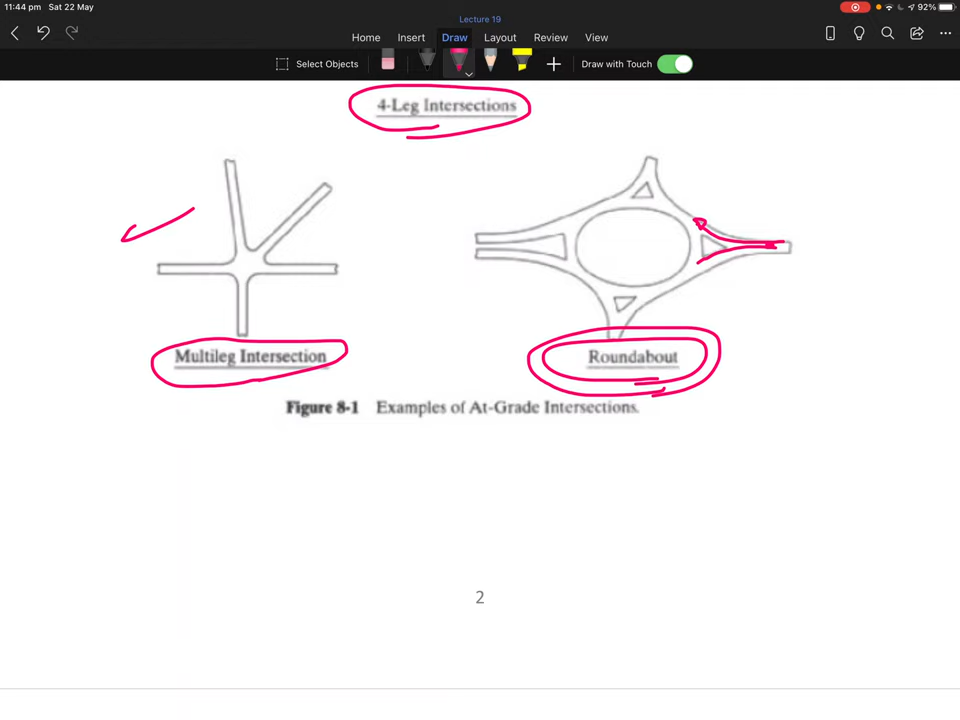 11:44 pm Sat 22 May 92%
Lecture 19
Home Insert Draw Layout Review View
Select Objects Draw with Touch
4-Leg Intersections
Multileg Intersection Roundabout
Figure 8-1 Examples of At-Grade Intersections.
2